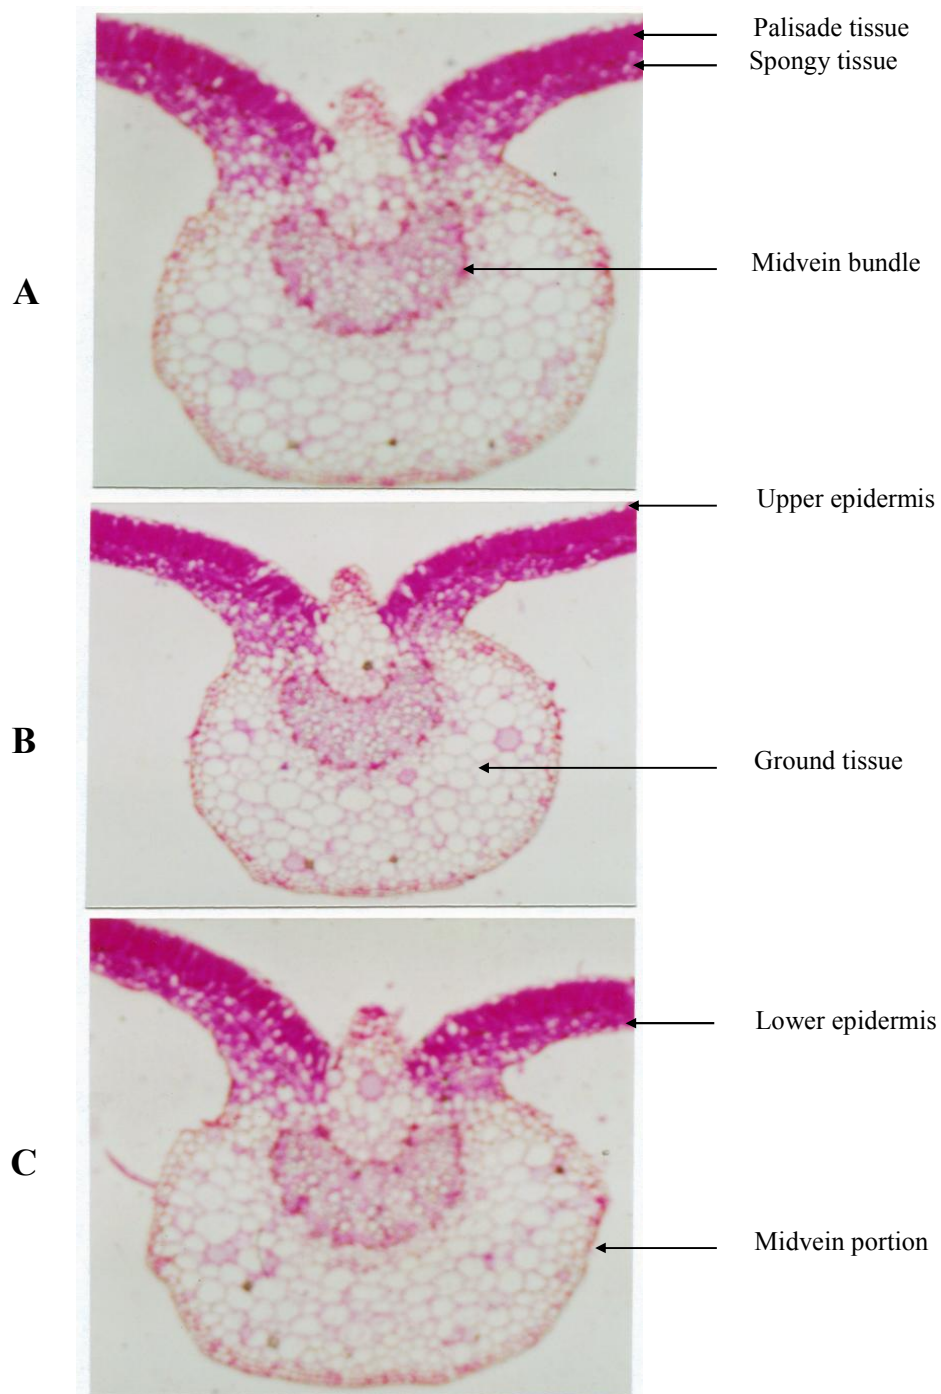 Palisade tissue
Spongy tissue
Midvein bundle
A
Upper epidermis
B
Ground tissue
Lower epidermis
C
Midvein portion